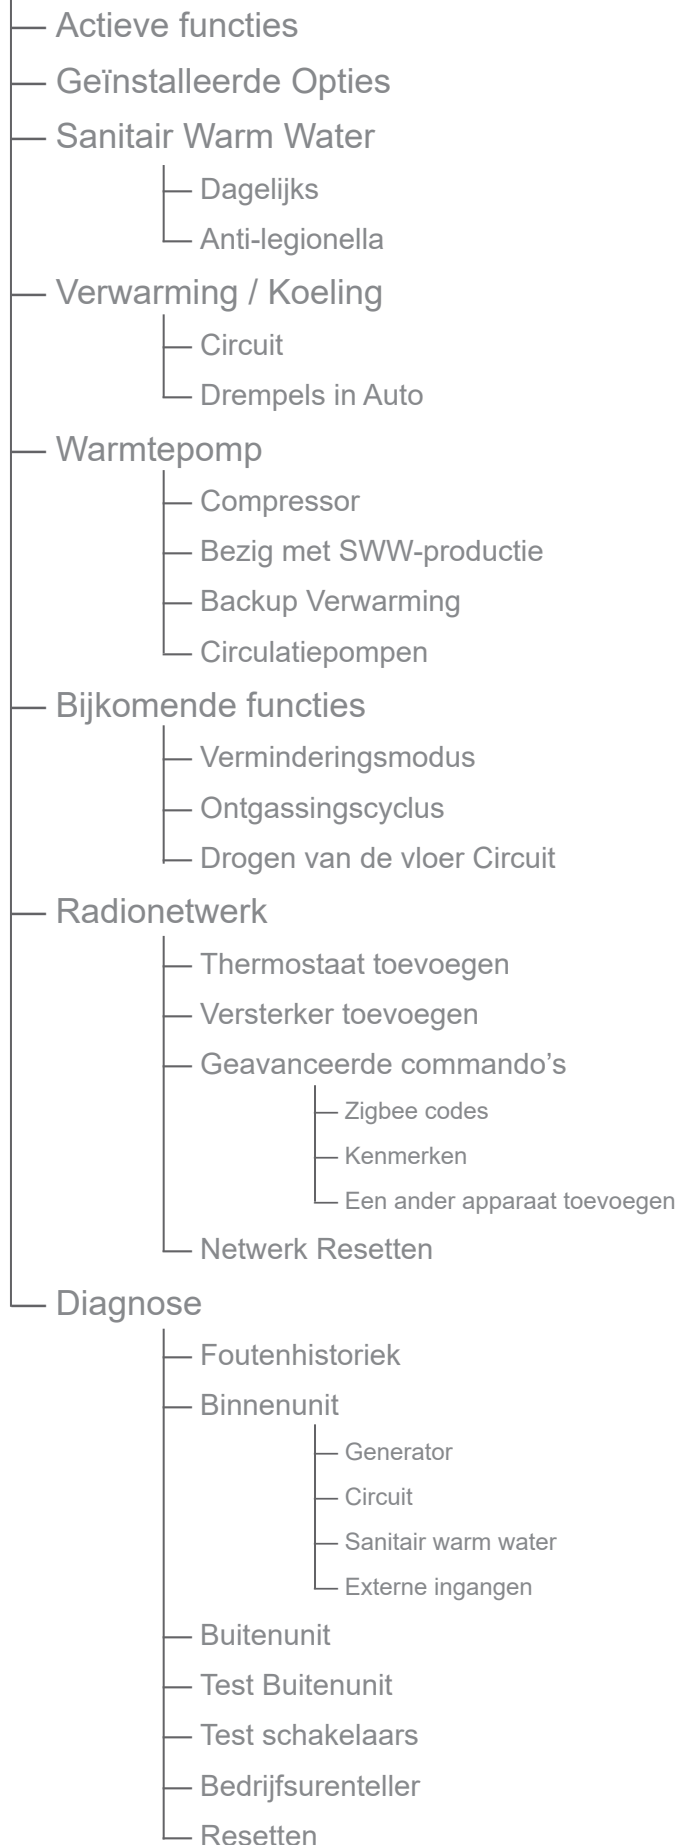 Actieve functies
Geïnstalleerde Opties
Sanitair Warm Water
Dagelijks
Anti-legionella
Verwarming / Koeling
Circuit
Drempels in Auto
Warmtepomp
Compressor
Bezig met SWW-productie
Backup Verwarming
Circulatiepompen
Bijkomende functies
Verminderingsmodus
Ontgassingscyclus
Drogen van de vloer Circuit
Radionetwerk
Thermostaat toevoegen
Versterker toevoegen
Geavanceerde commando’s
Zigbee codes
Kenmerken
Een ander apparaat toevoegen
Netwerk Resetten
Diagnose
Foutenhistoriek
Binnenunit
Generator
Circuit
Sanitair warm water
Externe ingangen
Buitenunit
Test Buitenunit
Test schakelaars
Bedrijfsurenteller
Resetten